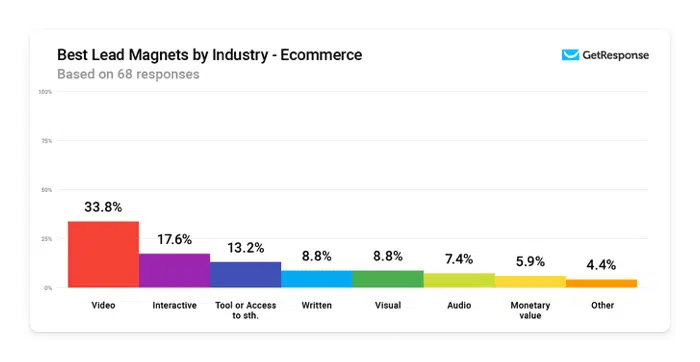 Best Lead Magnets by Industry - Ecommerce
GetResponse
Based on 68 responses
100%
75%
50%
25%
0%
33.8%
17.6%
13.2%
8.8%
8.8%
7.4%
5.9%
4.4%
Video
Interactive
Tool or Access
to sth.
Written
Visual
Audio
Monetary
value
Other